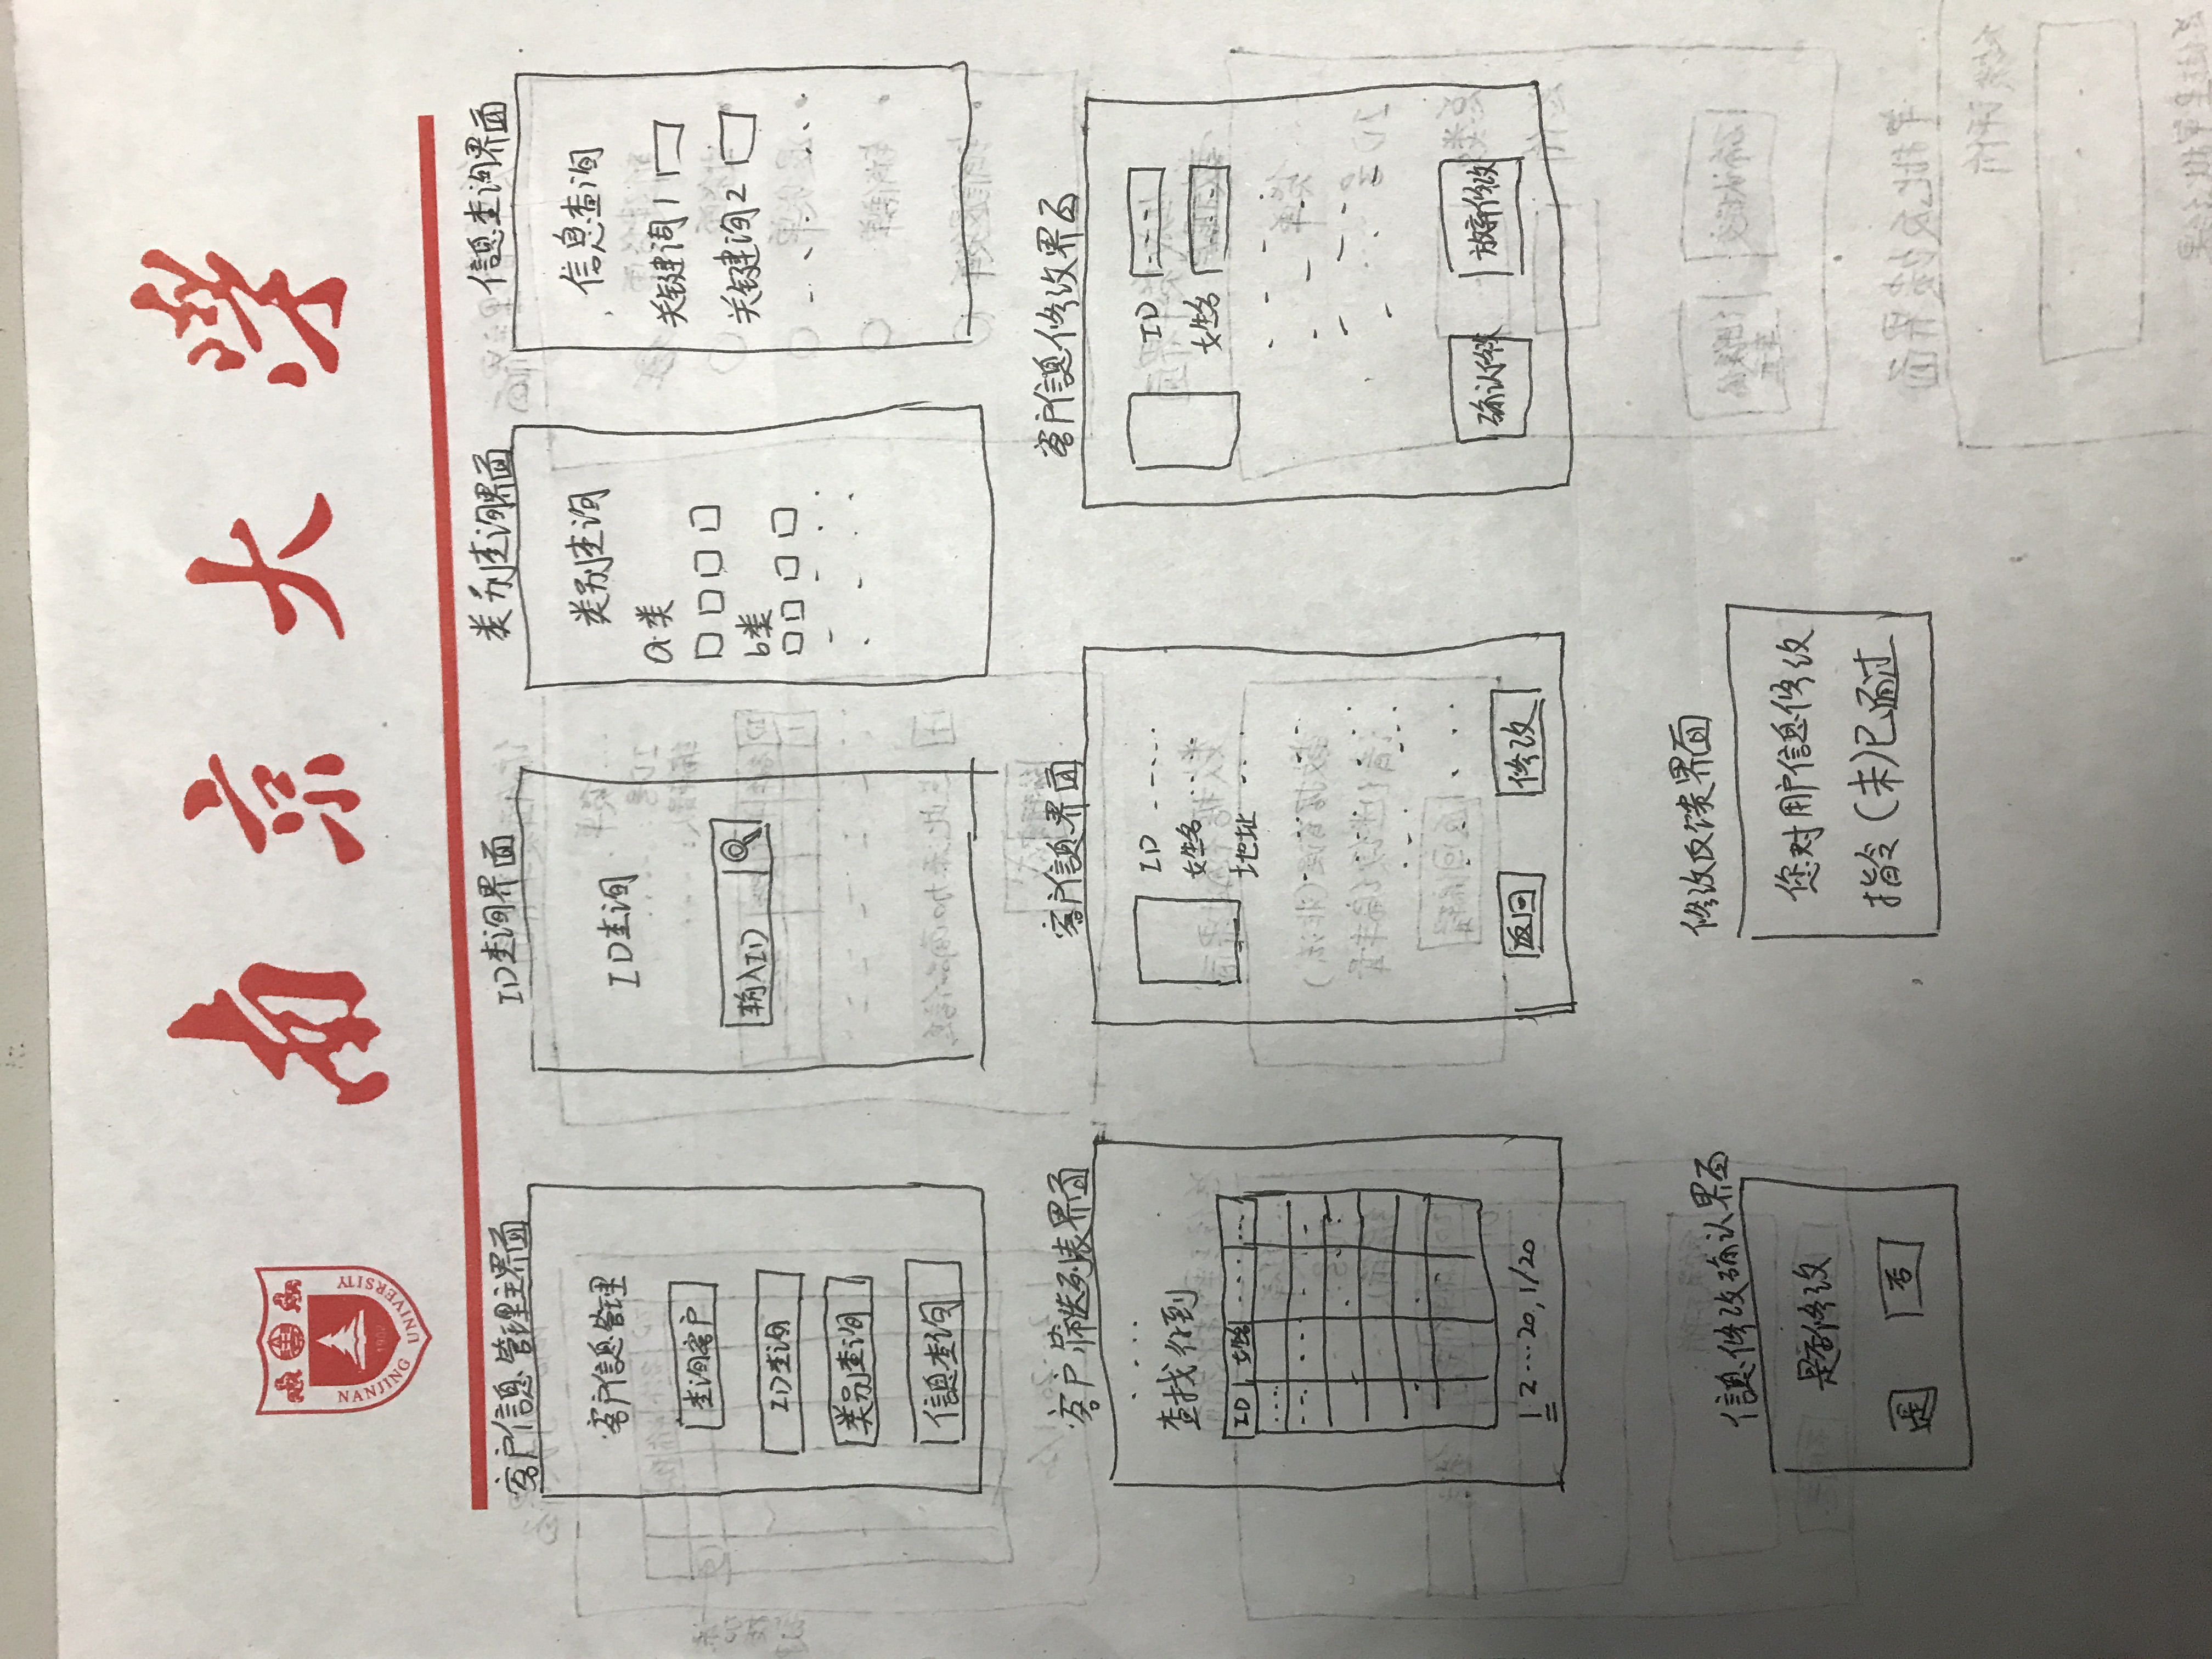 南京大學
NANJING UNIVERSITY
1902
客户信息管理主界面
客户信息管理
查询客户
ID查询
类别查询
信息查询
ID查询界面
ID查询
输入ID
类别查询界面
类别查询
a类
b类
信息查询界面
信息查询
关键词1
关键词2
客户筛选列表界面
查找得到
ID 姓名 ... ...
1 2 ... 20, 1/20
客户信息界面
ID .....
姓名 ....
地址 ...
返回 修改
客户信息修改界面
ID ---
姓名 ...
确认修改 放弃修改
信息修改确认界面
是否修改
是 否
修改反馈界面
您对用户信息修改
指令(未)已通过